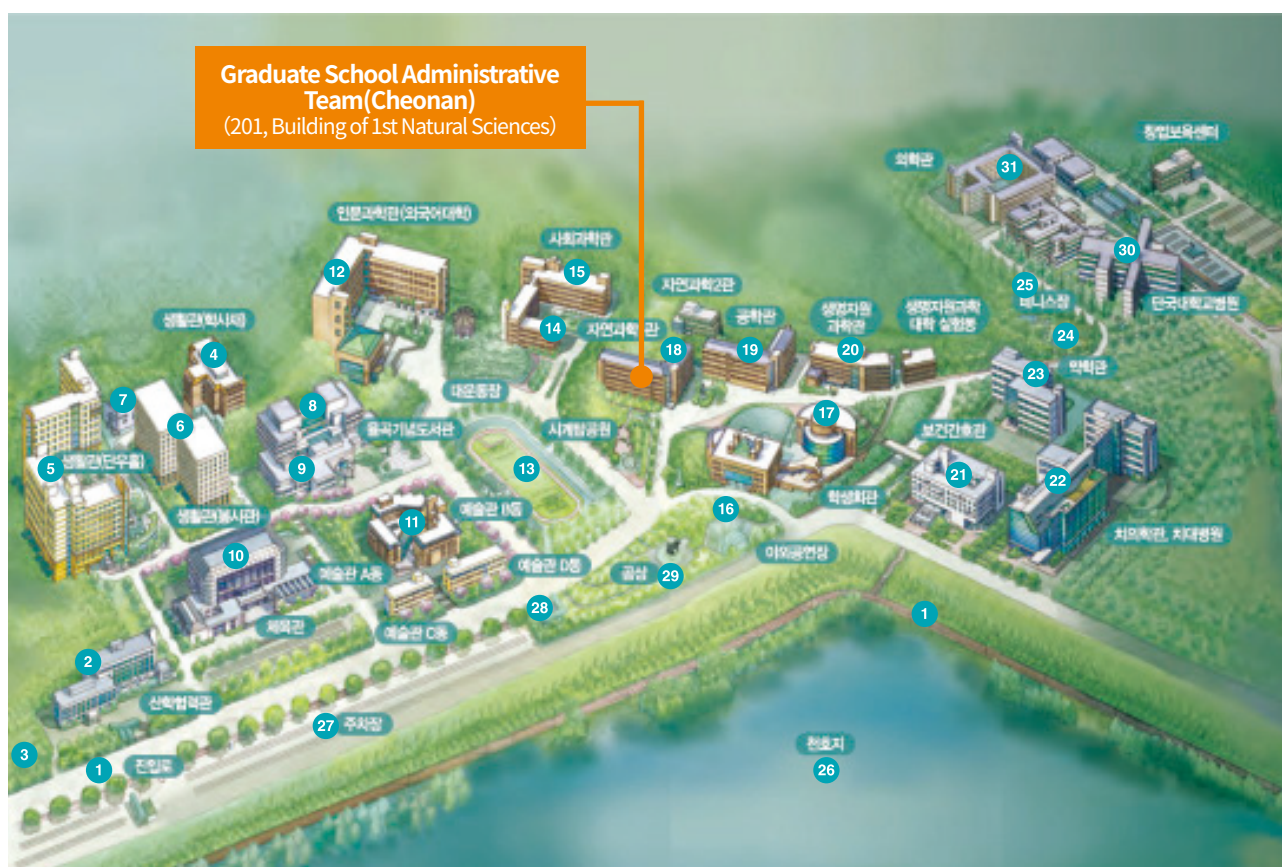 Graduate School Administrative
Team(Cheonan)
(201, Building of 1st Natural Sciences)
창업보육센터
의학관
31
인문과학관(외국어대학)
사회과학관
30
12
15
25
테니스장
단국대학교병원
자연과학2관
생활관(학사재)
14
자연과학1관
공학관
생명자원
과학관
생명자원과학
대학 실험동
24
4
18
19
20
약학관
23
대운동장
7
8
17
6
율곡기념도서관
시계탑공원
보건간호관
5
생활관(단우홀)
9
13
21
22
학생회관
생활관(봉사관)
11
예술관 B동
16
치의학관, 치대병원
10
예술관 A동
예술관 D동
곰상
29
야외공연장
28
1
체육관
예술관 C동
2
산학협력관
27
주차장
3
1
진입로
천호지
26